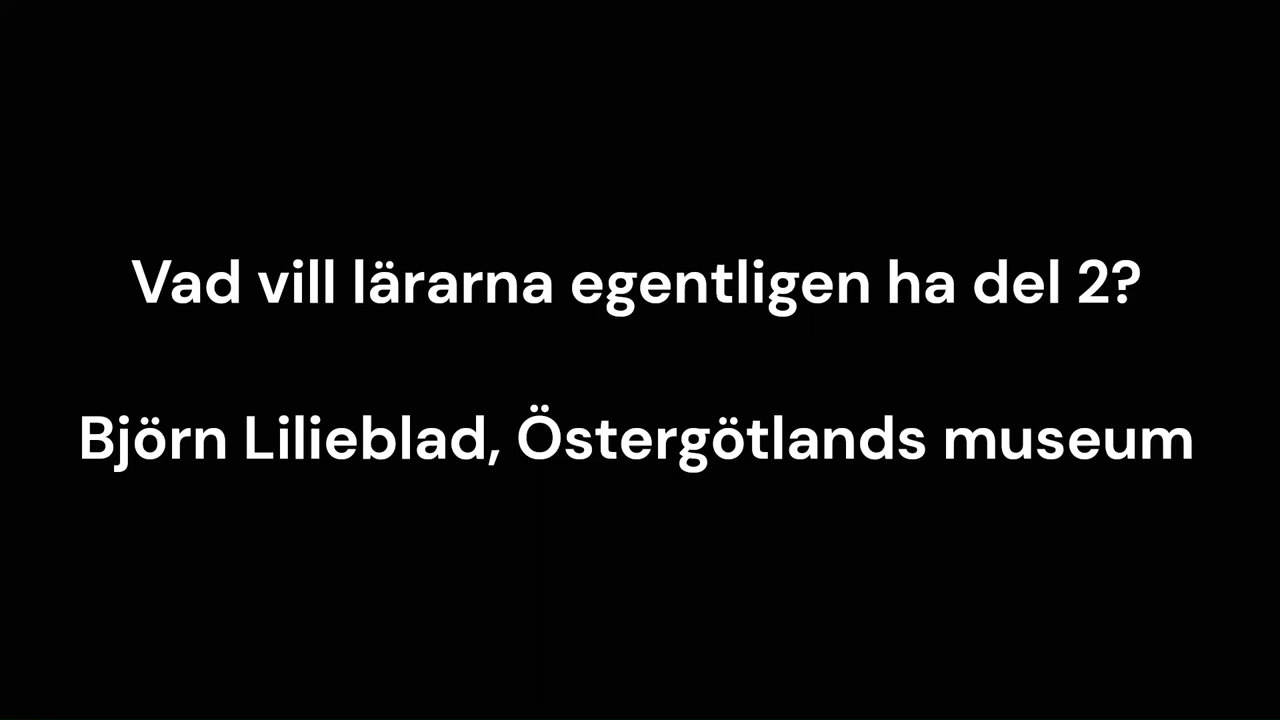 Vad vill lärarna egentligen ha del 2?
Björn Lilieblad, Östergötlands museum